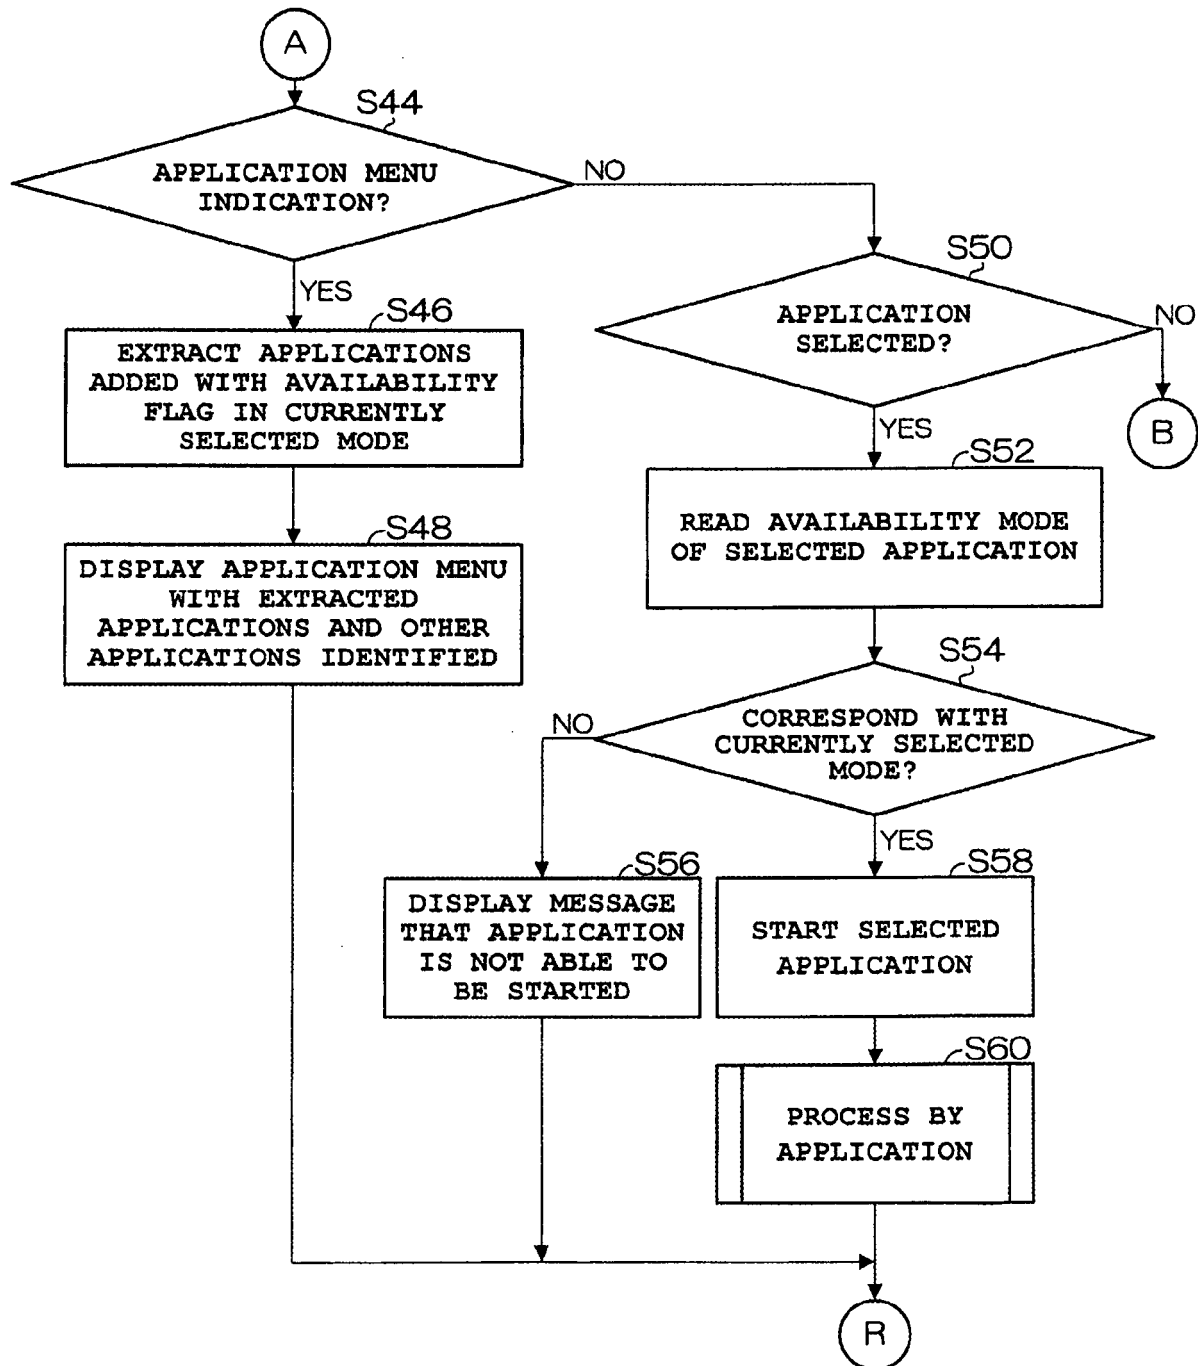 A
S44
APPLICATION MENU
INDICATION?
NO
YES
S46
EXTRACT APPLICATIONS
ADDED WITH AVAILABILITY
FLAG IN CURRENTLY
SELECTED MODE
S48
DISPLAY APPLICATION MENU
WITH EXTRACTED
APPLICATIONS AND OTHER
APPLICATIONS IDENTIFIED
S50
APPLICATION
SELECTED?
NO
B
YES
S52
READ AVAILABILITY MODE
OF SELECTED APPLICATION
S54
CORRESPOND WITH
CURRENTLY SELECTED
MODE?
NO
YES
S56
DISPLAY MESSAGE
THAT APPLICATION
IS NOT ABLE TO
BE STARTED
S58
START SELECTED
APPLICATION
S60
PROCESS BY
APPLICATION
R